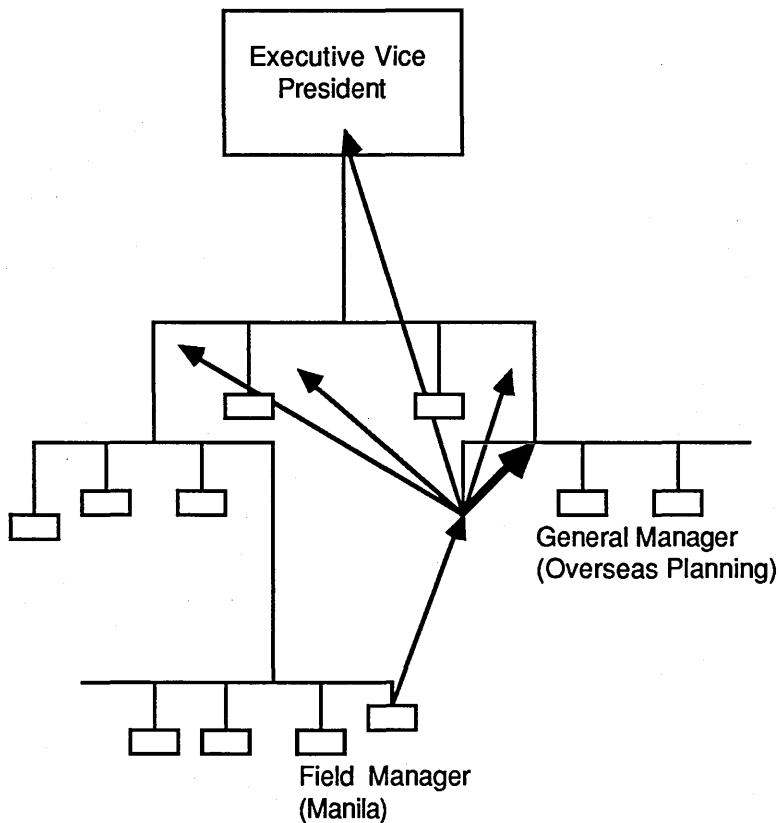 Executive Vice
President
General Manager
(Overseas Planning)
Field Manager
(Manila)